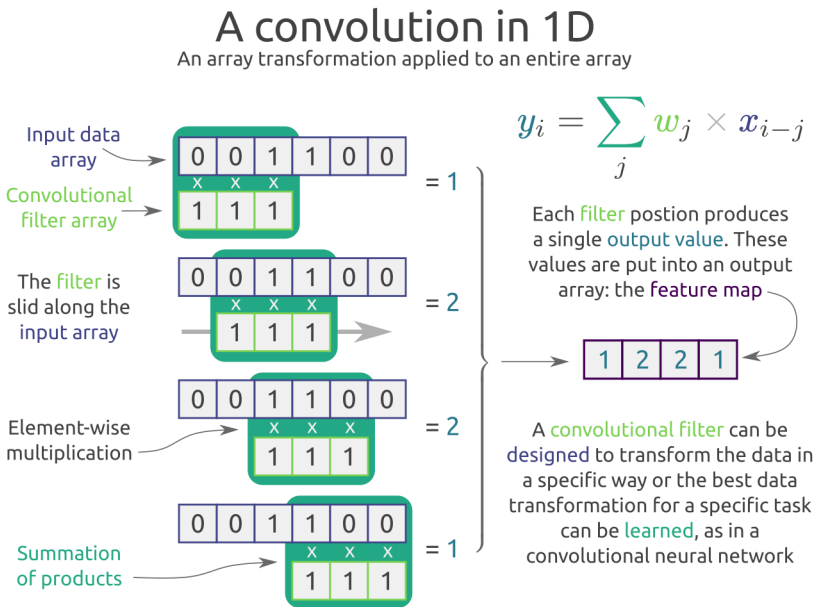 A convolution in 1D
An array transformation applied to an entire array
Input data
array
0 0 1 1 0 0
x x x
Convolutional
filter array
1 1 1
= 1
The filter is
slid along the
input array
0 0 1 1 0 0
x x x
1 1 1
= 2
Element-wise
multiplication
0 0 1 1 0 0
x x x
1 1 1
= 2
Summation
of products
0 0 1 1 0 0
x x x
1 1 1
= 1
y_i = ∑_j w_j × x_{i−j}
Each filter postion produces
a single output value. These
values are put into an output
array: the feature map
1 2 2 1
A convolutional filter can be
designed to transform the data in
a specific way or the best data
transformation for a specific task
can be learned, as in a
convolutional neural network